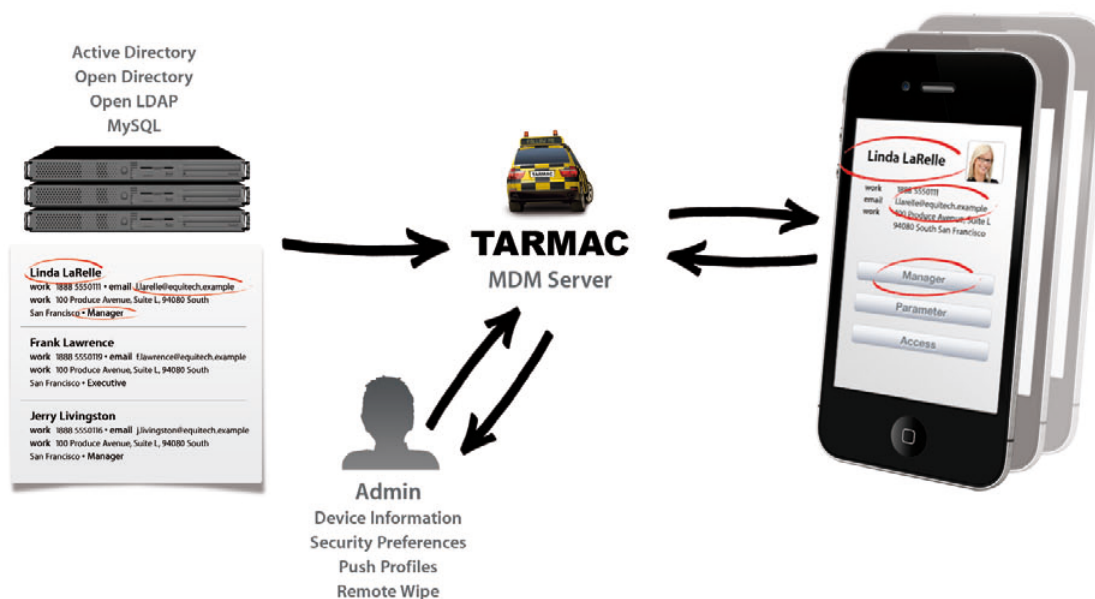 Active Directory
Open Directory
Open LDAP
MySQL
Linda LaRelle
work 1888 5550111 • email l.larelle@equitech.example
work 100 Produce Avenue, Suite L, 94080 South
San Francisco • Manager
Frank Lawrence
work 1888 5550119 • email f.lawrence@equitech.example
work 100 Produce Avenue, Suite L, 94080 South
San Francisco • Executive
Jerry Livingston
work 1888 5550116 • email j.livingston@equitech.example
work 100 Produce Avenue, Suite L, 94080 South
San Francisco • Manager
TARMAC
TARMAC
MDM Server
Admin
Device Information
Security Preferences
Push Profiles
Remote Wipe
Linda LaRelle
work 1888 5550111
email l.larelle@equitech.example
work 100 Produce Avenue, Suite L
94080 South San Francisco
Manager
Parameter
Access